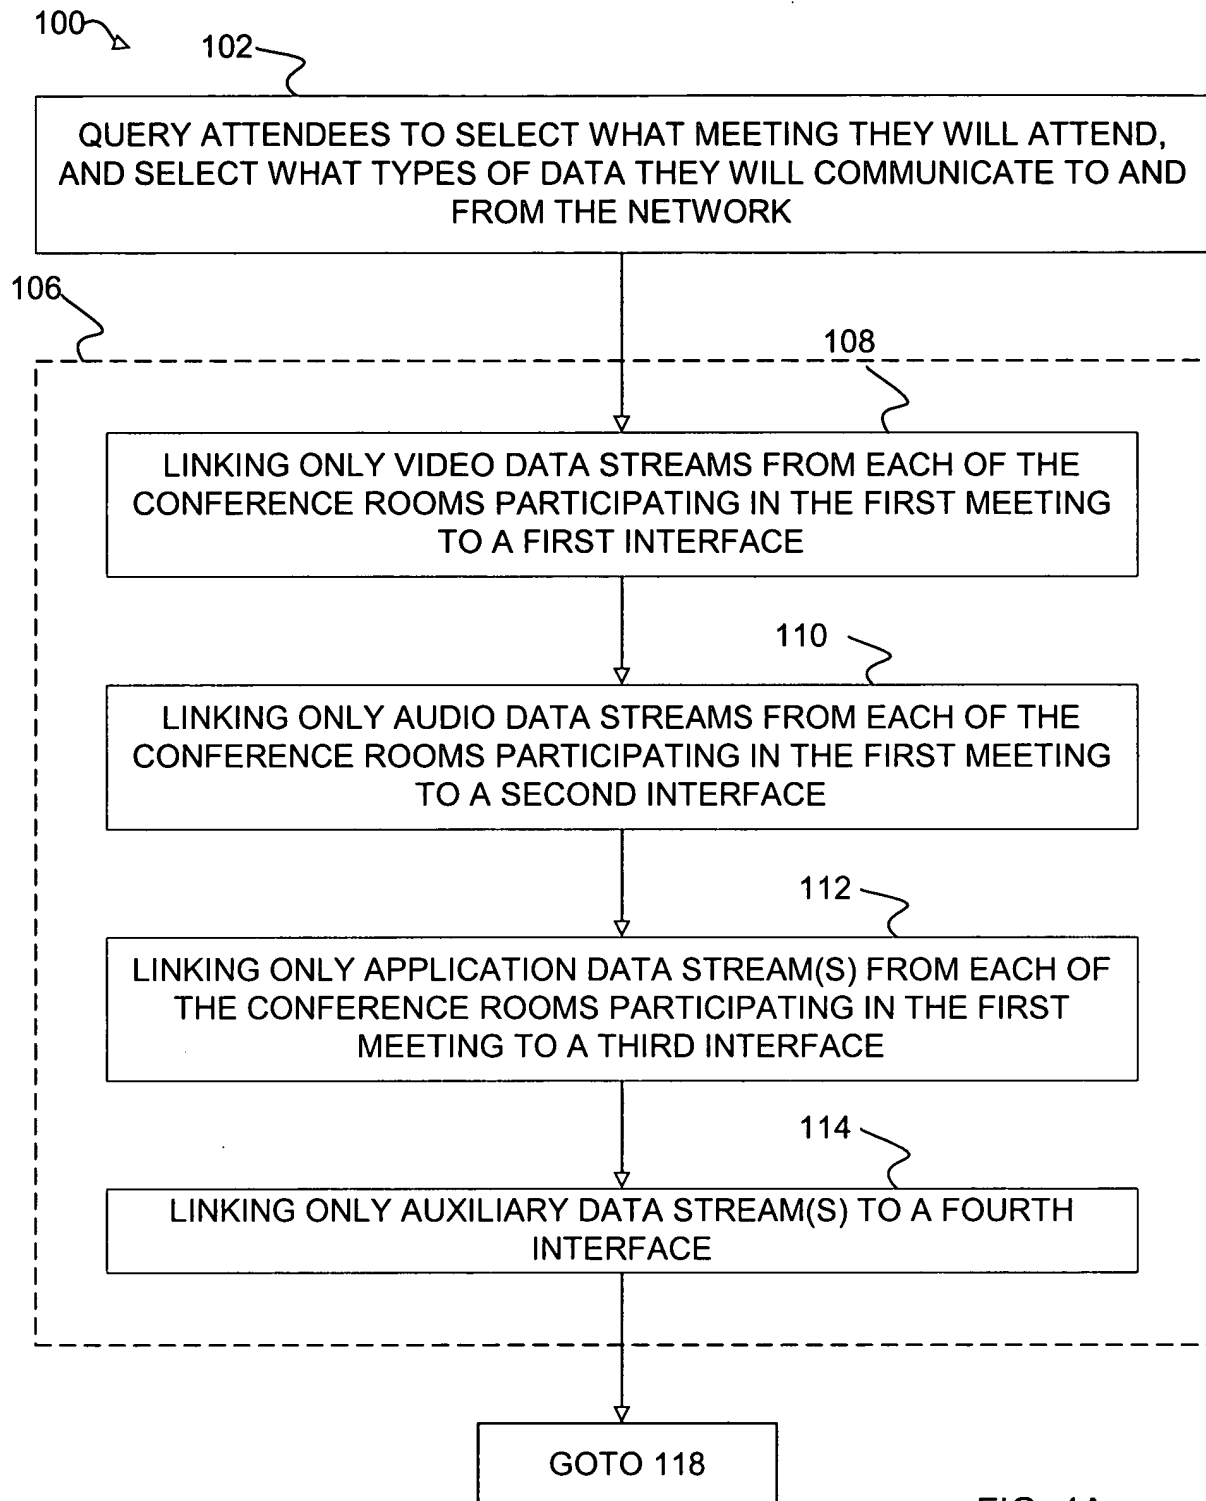 100
102
QUERY ATTENDEES TO SELECT WHAT MEETING THEY WILL ATTEND,
AND SELECT WHAT TYPES OF DATA THEY WILL COMMUNICATE TO AND
FROM THE NETWORK
106
108
LINKING ONLY VIDEO DATA STREAMS FROM EACH OF THE
CONFERENCE ROOMS PARTICIPATING IN THE FIRST MEETING
TO A FIRST INTERFACE
110
LINKING ONLY AUDIO DATA STREAMS FROM EACH OF THE
CONFERENCE ROOMS PARTICIPATING IN THE FIRST MEETING
TO A SECOND INTERFACE
112
LINKING ONLY APPLICATION DATA STREAM(S) FROM EACH OF
THE CONFERENCE ROOMS PARTICIPATING IN THE FIRST
MEETING TO A THIRD INTERFACE
114
LINKING ONLY AUXILIARY DATA STREAM(S) TO A FOURTH
INTERFACE
GOTO 118
FIG. 1A